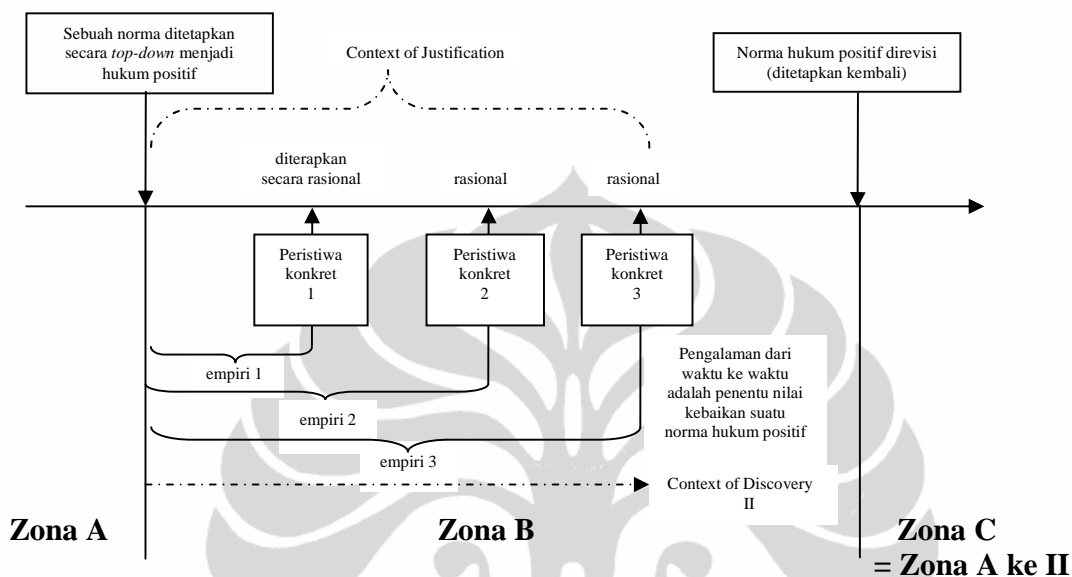 Sebuah norma ditetapkan
secara top-down menjadi
hukum positif
Context of Justification
Norma hukum positif direvisi
(ditetapkan kembali)
diterapkan
secara rasional
rasional
rasional
Peristiwa
konkret
1
Peristiwa
konkret
2
Peristiwa
konkret
3
empiri 1
empiri 2
empiri 3
Pengalaman dari
waktu ke waktu
adalah penentu nilai
kebaikan suatu
norma hukum positif
Context of Discovery
II
Zona A
Zona B
Zona C
= Zona A ke II